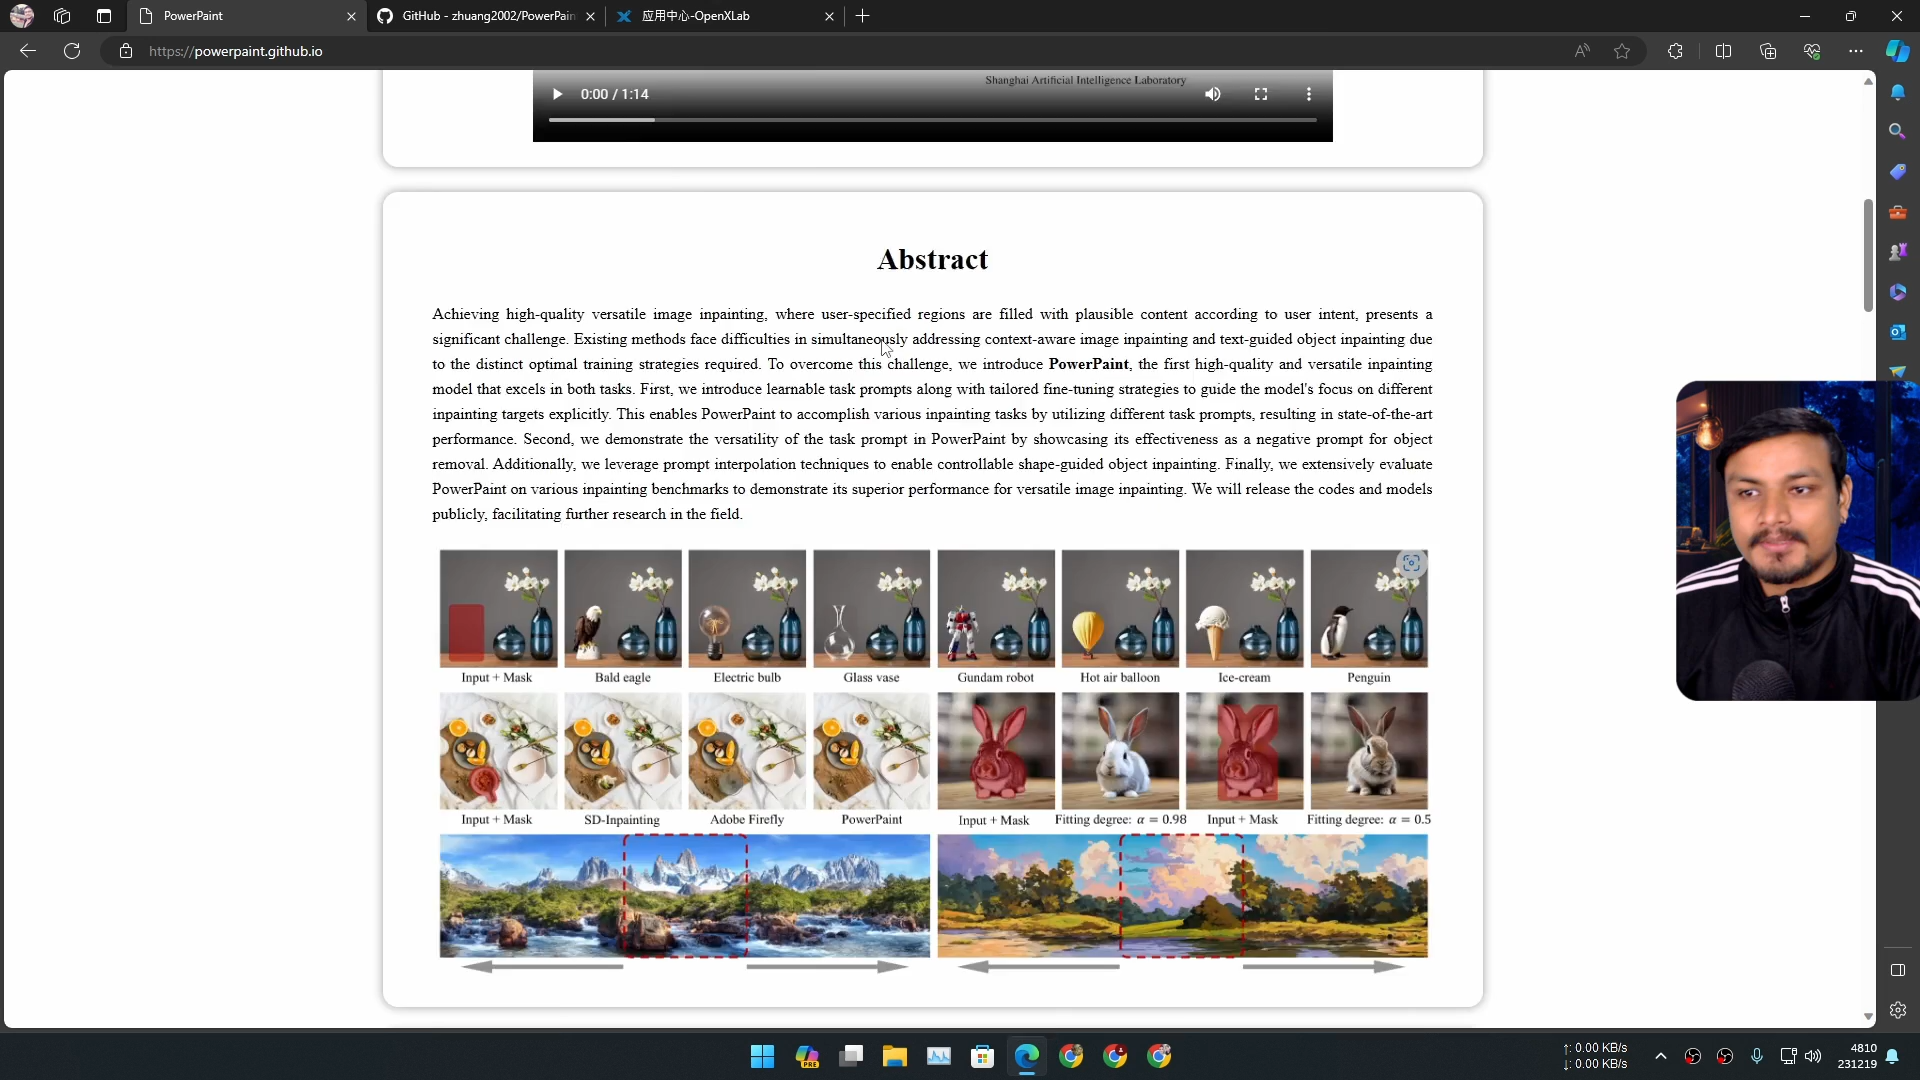 PowerPaint
GitHub - zhuang2002/PowerPain
应用中心-OpenXLab
https://powerpaint.github.io
Shanghai Artificial Intelligence Laboratory
0:00 / 1:14
Abstract
Achieving high-quality versatile image inpainting, where user-specified regions are filled with plausible content according to user intent, presents a
significant challenge. Existing methods face difficulties in simultaneously addressing context-aware image inpainting and text-guided object inpainting due
to the distinct optimal training strategies required. To overcome this challenge, we introduce PowerPaint, the first high-quality and versatile inpainting
model that excels in both tasks. First, we introduce learnable task prompts along with tailored fine-tuning strategies to guide the model's focus on different
inpainting targets explicitly. This enables PowerPaint to accomplish various inpainting tasks by utilizing different task prompts, resulting in state-of-the-art
performance. Second, we demonstrate the versatility of the task prompt in PowerPaint by showcasing its effectiveness as a negative prompt for object
removal. Additionally, we leverage prompt interpolation techniques to enable controllable shape-guided object inpainting. Finally, we extensively evaluate
PowerPaint on various inpainting benchmarks to demonstrate its superior performance for versatile image inpainting. We will release the codes and models
publicly, facilitating further research in the field.
Input + Mask Bald eagle Electric bulb Glass vase Gundam robot Hot air balloon Ice-cream Penguin
Input + Mask SD-Inpainting Adobe Firefly PowerPaint Input + Mask Fitting degree: α = 0.98 Input + Mask Fitting degree: α = 0.5
PRE
↑: 0.00 KB/s
↓: 0.00 KB/s
4810
231219